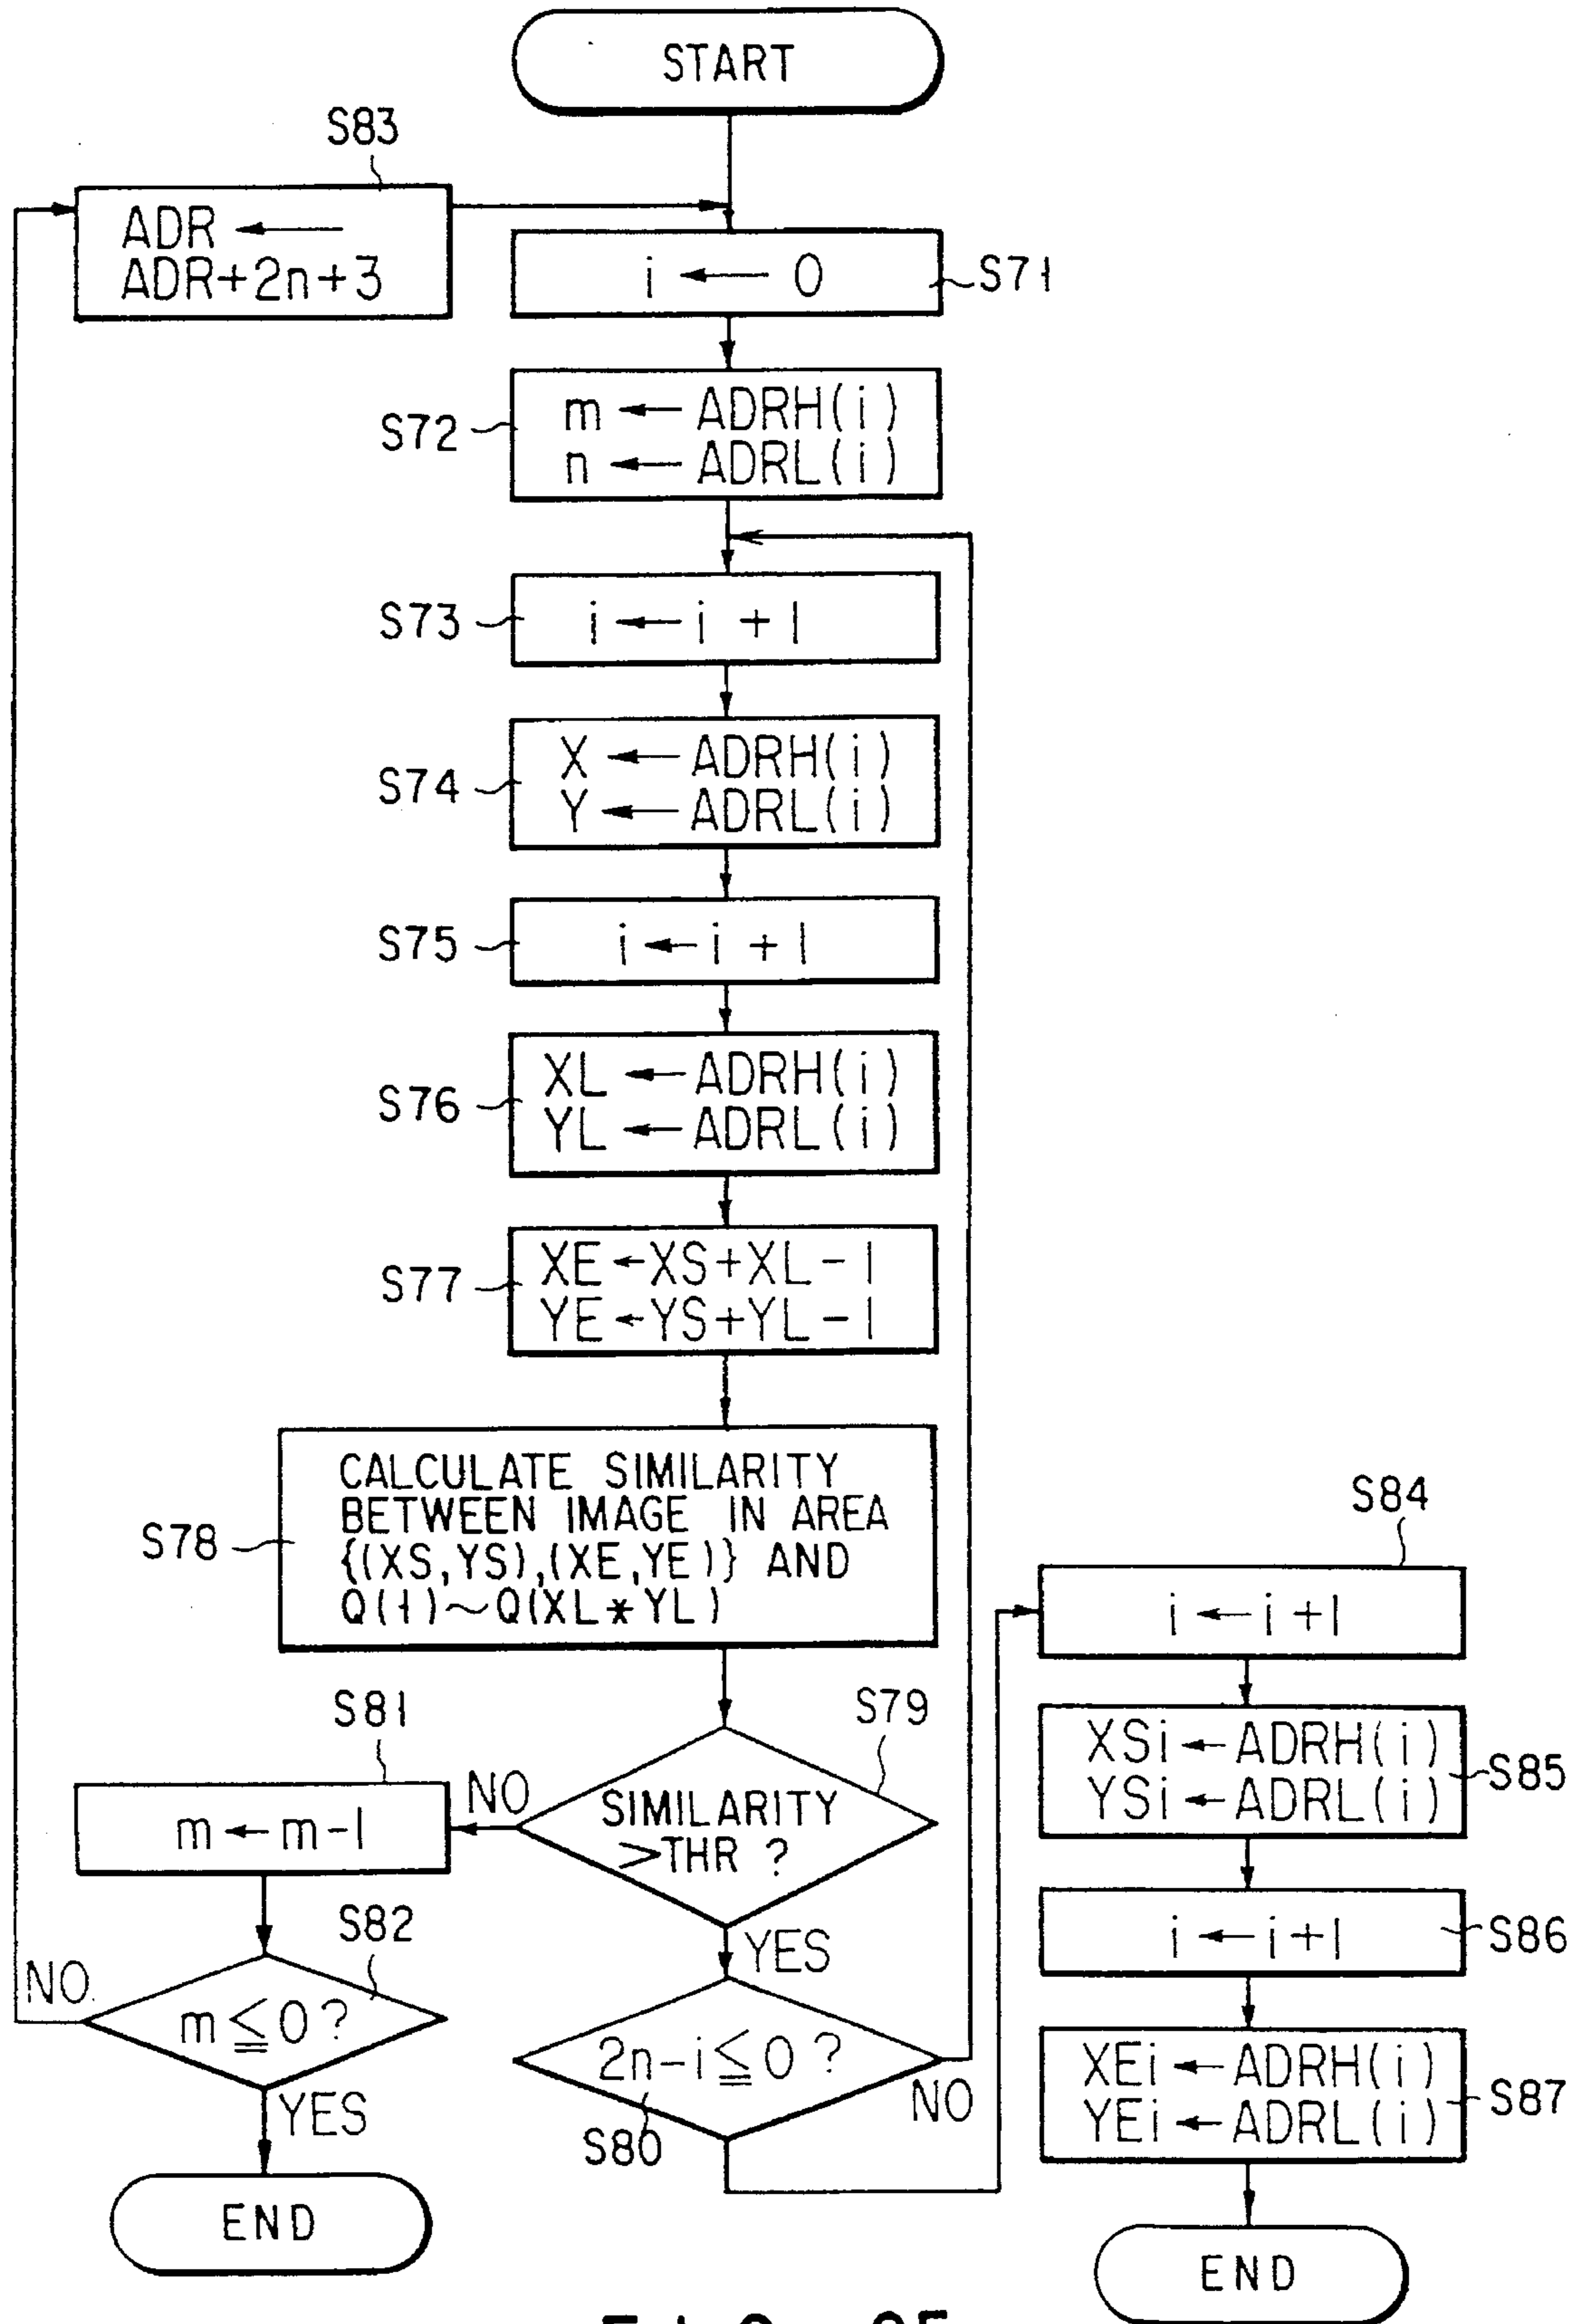 START
S83
ADR ←
ADR+2n+3
i ← 0
S71
S72
m ← ADRH(i)
n ← ADRL(i)
S73
i ← i + 1
S74
X ← ADRH(i)
Y ← ADRL(i)
S75
i ← i + 1
S76
XL ← ADRH(i)
YL ← ADRL(i)
S77
XE ← XS+XL-1
YE ← YS+YL-1
S78
CALCULATE SIMILARITY
BETWEEN IMAGE IN AREA
{(XS,YS),(XE,YE)} AND
Q(1)~Q(XL*YL)
S79
SIMILARITY
>THR ?
NO
YES
S81
m ← m-1
S82
m ≦ 0 ?
NO
YES
END
2n-i ≦ 0 ?
NO
S80
S84
i ← i +1
XSi ← ADRH(i)
YSi ← ADRL(i)
S85
i ← i+1
S86
XEi ← ADRH(i)
YEi ← ADRL(i)
S87
END